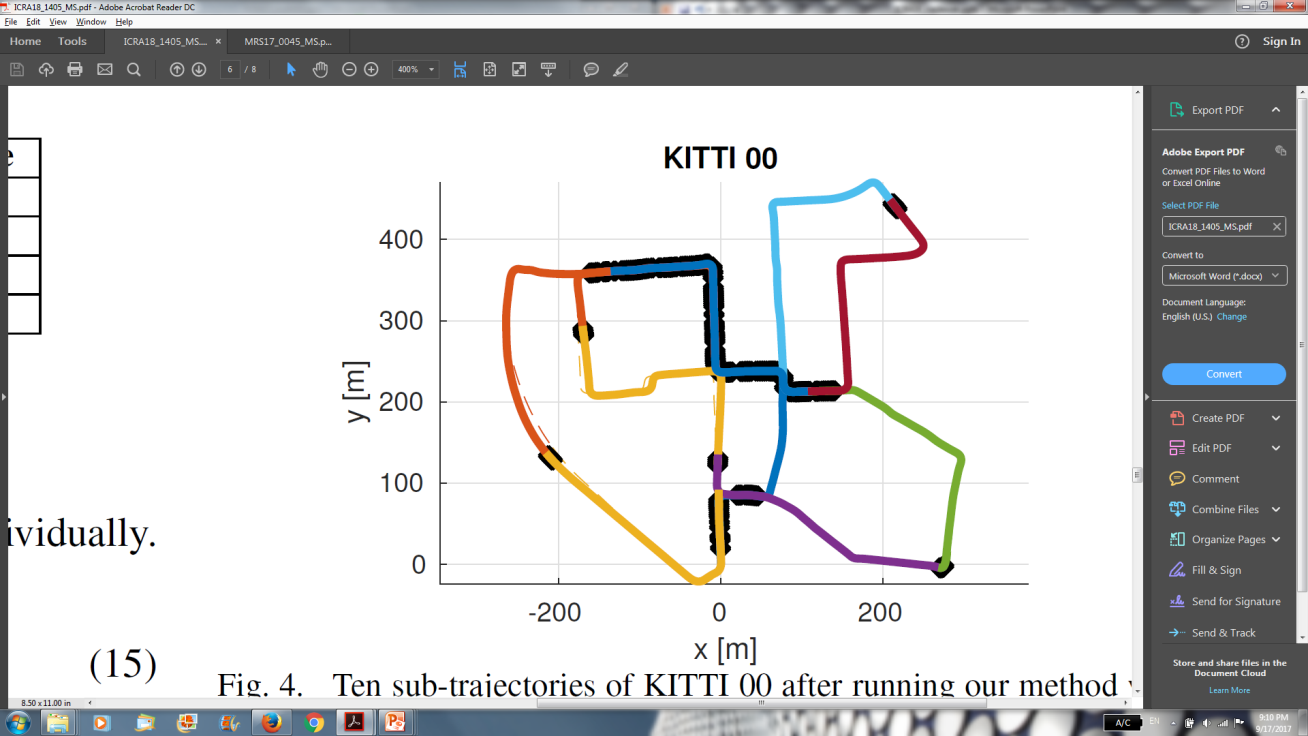 ICRA18_1405_MS.pdf - Adobe Acrobat Reader DC
File Edit View Window Help
Home Tools ICRA18_1405_MS.... × MRS17_0045_MS.p... Sign In
6 / 8 400%
e
KITTI 00
400
300
200
100
0
y [m]
-200 0 200
x [m]
ividually.
(15)
Fig. 4. Ten sub-trajectories of KITTI 00 after running our method
Export PDF
Adobe Export PDF
Convert PDF Files to Word
or Excel Online
Select PDF File
ICRA18_1405_MS.pdf
Convert to
Microsoft Word (*.docx)
Document Language:
English (U.S.) Change
Convert
Create PDF
Edit PDF
Comment
Combine Files
Organize Pages
Fill & Sign
Send for Signature
Send & Track
Store and share files in the
Document Cloud
Learn More
8.50 x 11.00 in
A/C EN 9:10 PM
9/17/2017